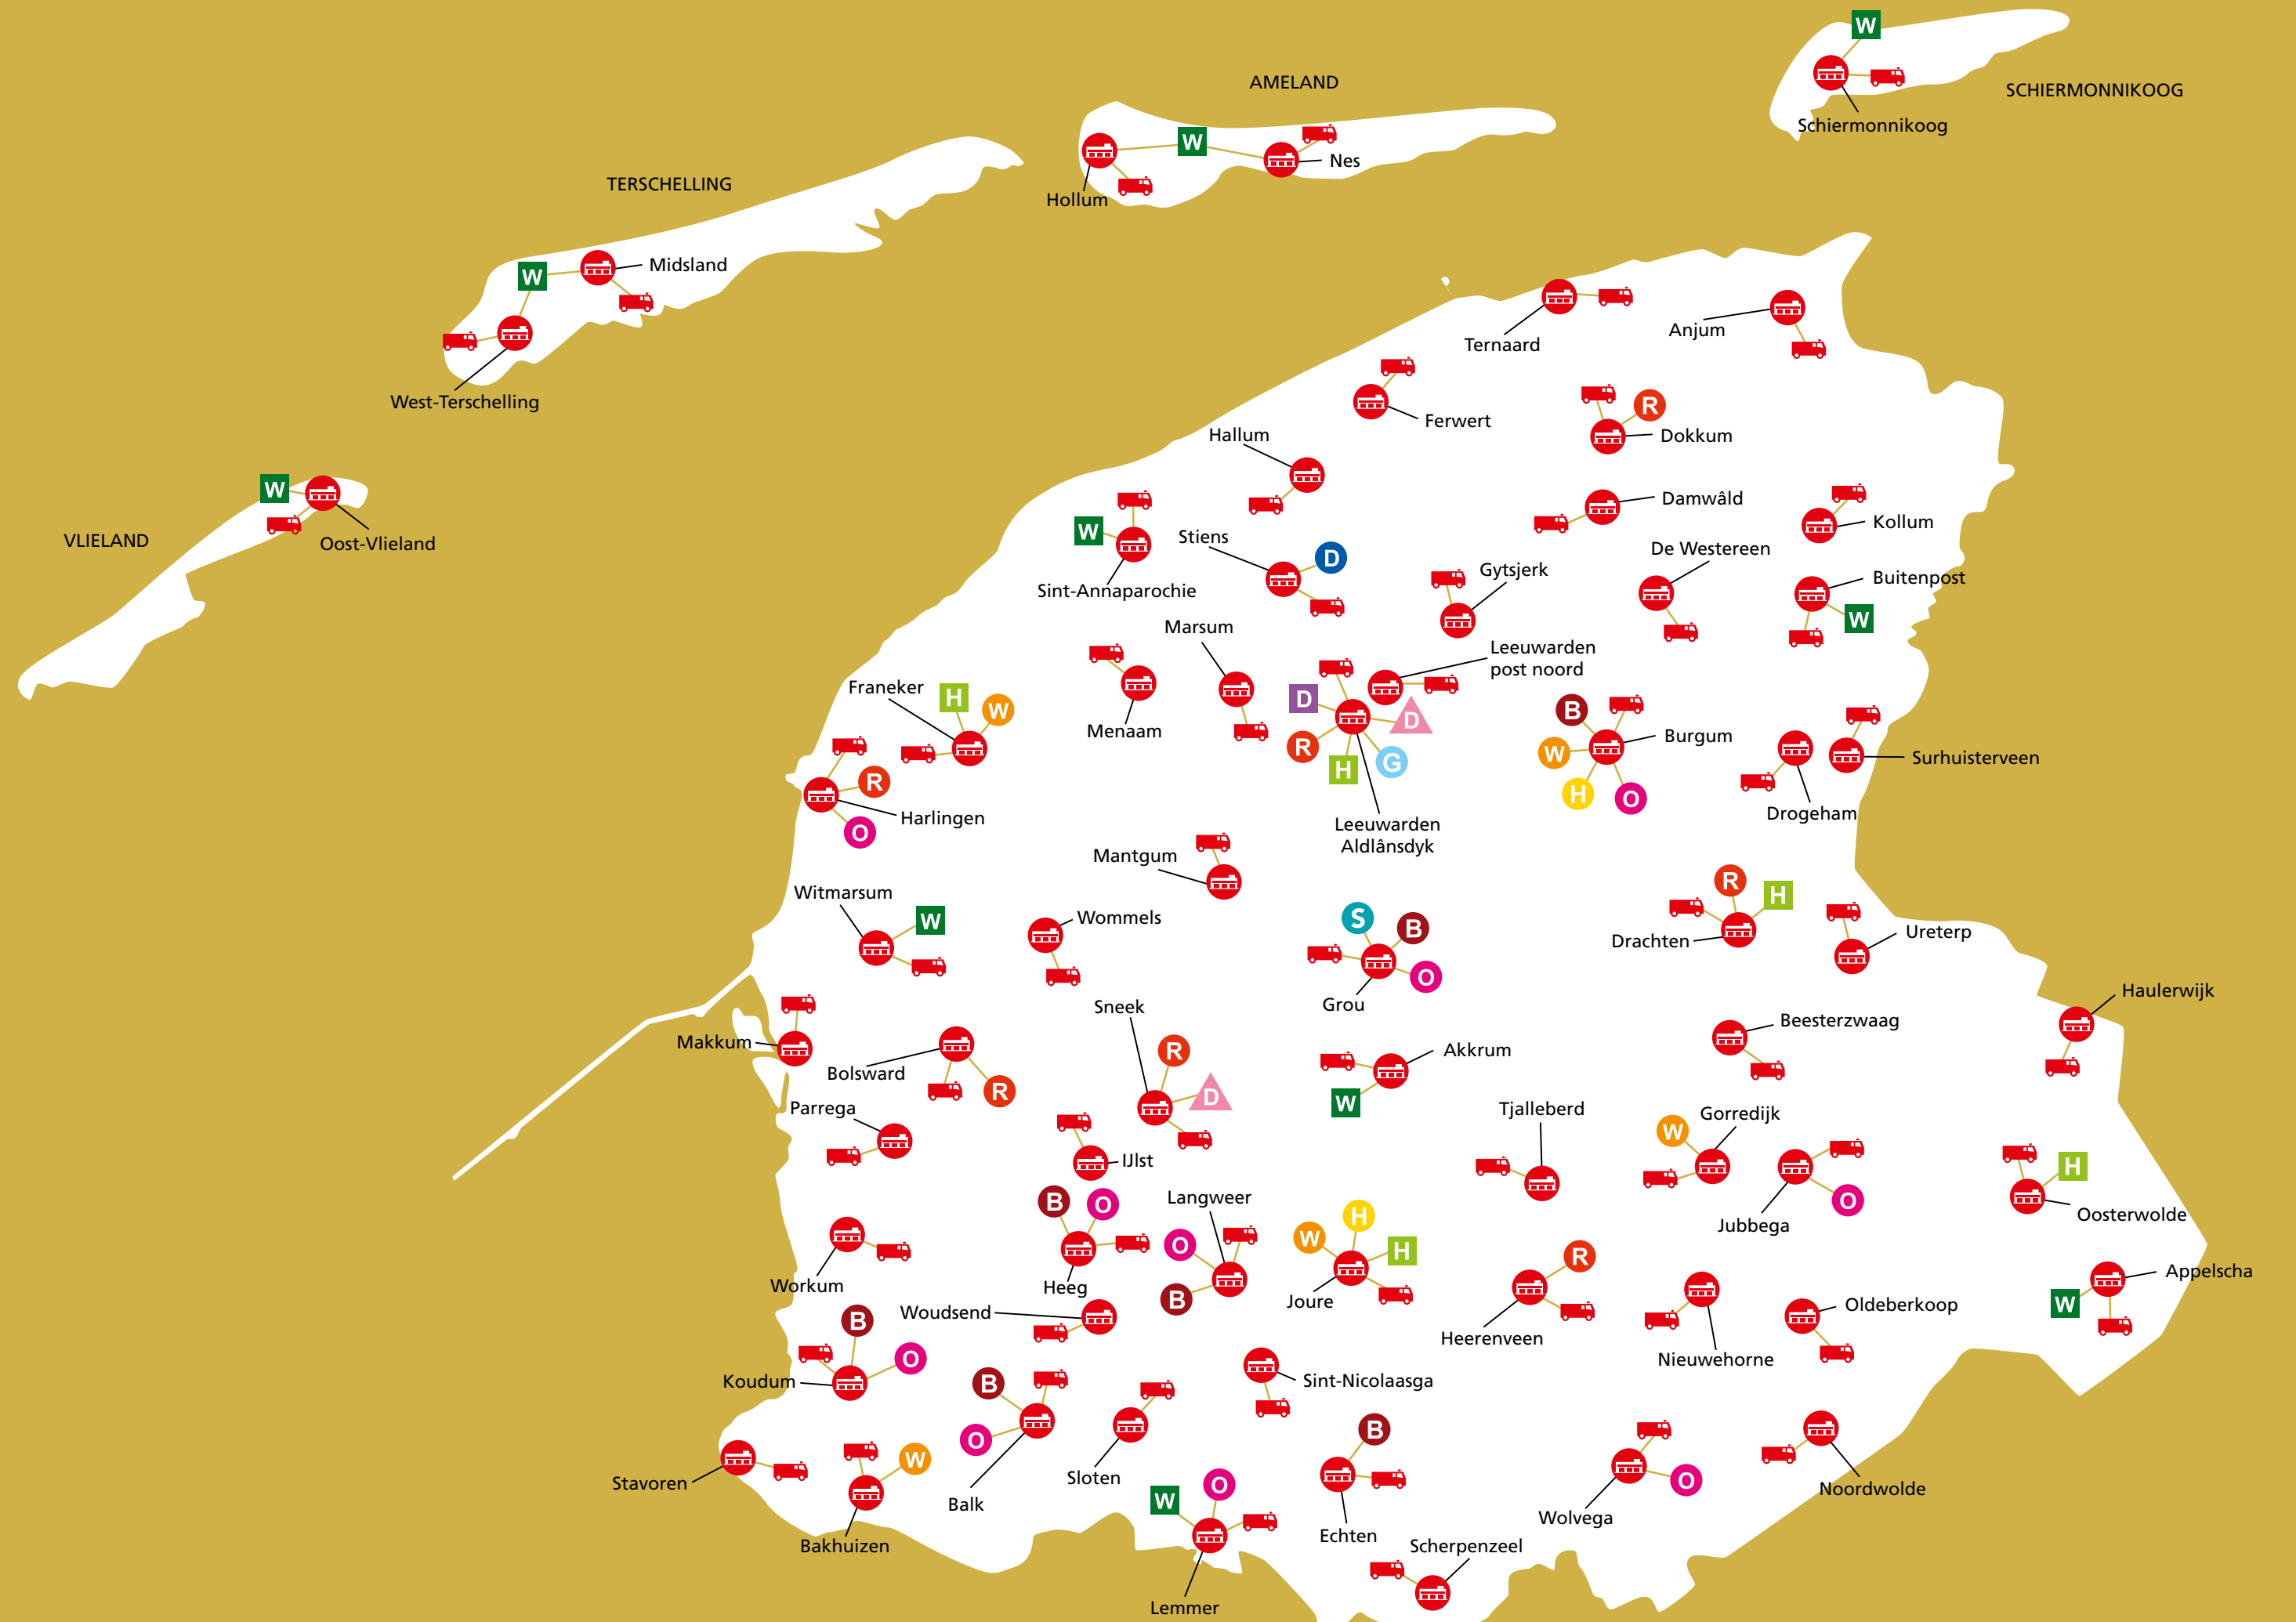 W
SCHIERMONNIKOOG
Schiermonnikoog
AMELAND
W
Nes
Hollum
TERSCHELLING
W
Midsland
West-Terschelling
W
VLIELAND
Oost-Vlieland
Ternaard
Anjum
Ferwert
R
Dokkum
Hallum
Damwâld
Kollum
W
Sint-Annaparochie
Stiens
D
Gytsjerk
De Westereen
Buitenpost
W
Marsum
Menaam
Leeuwarden
post noord
D
D
R
H
G
Leeuwarden
Aldlânsdyk
Franeker
H
W
R
Harlingen
O
B
W
H
O
Burgum
Surhuisterveen
Drogeham
Mantgum
Witmarsum
W
Wommels
S
B
O
Grou
R
H
Drachten
Ureterp
Haulerwijk
Makkum
Bolsward
R
Sneek
R
D
Akkrum
W
Beesterzwaag
Parrega
IJlst
Tjalleberd
Gorredijk
W
Jubbega
O
H
Oosterwolde
Workum
B
O
Heeg
Langweer
O
B
W
H
H
Joure
R
Heerenveen
Nieuwehorne
Oldeberkoop
Appelscha
W
Woudsend
B
O
Koudum
B
O
Balk
Sloten
Sint-Nicolaasga
Stavoren
W
Bakhuizen
W
O
Lemmer
B
Echten
Scherpenzeel
Wolvega
O
Noordwolde